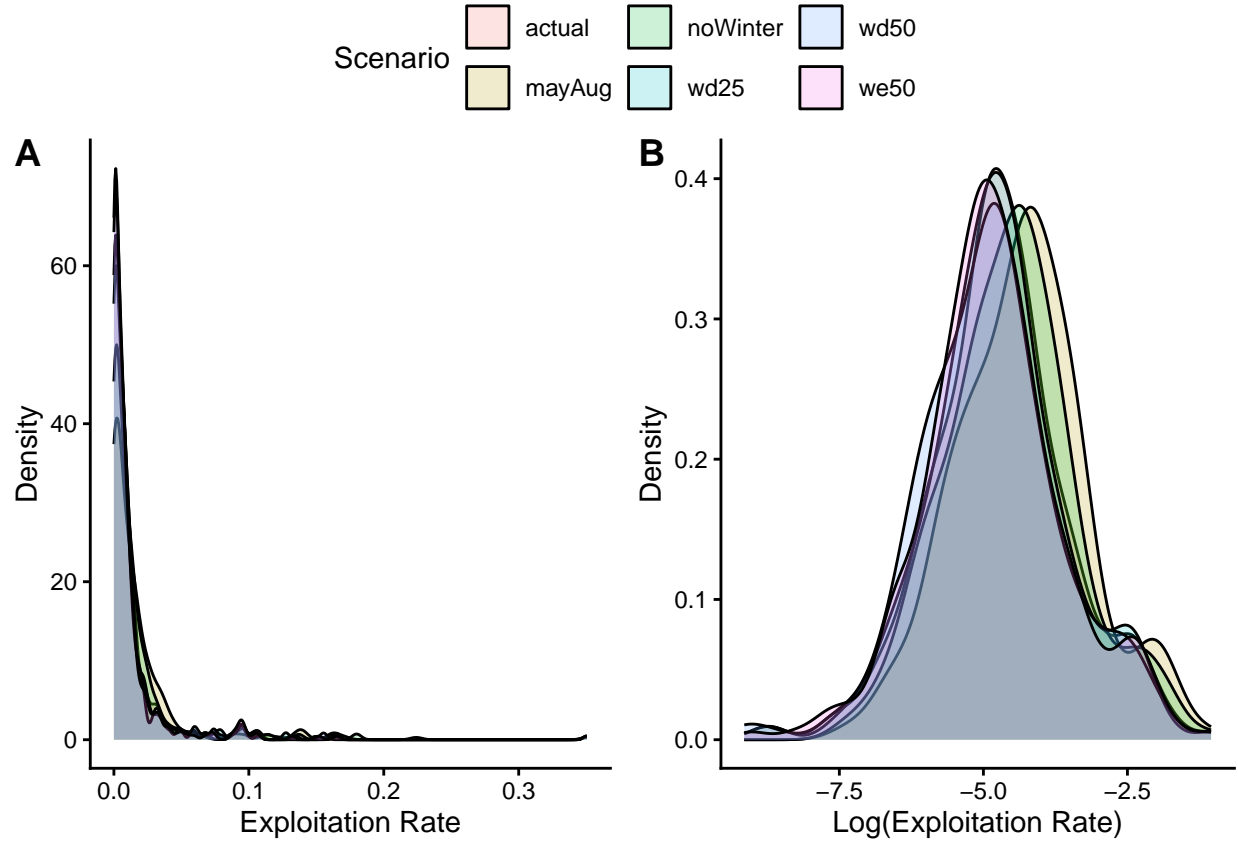 Scenario
actual
noWinter
wd50
mayAug
wd25
we50
A
Density
60
40
20
0
0.0
0.1
0.2
0.3
Exploitation Rate
B
Density
0.4
0.3
0.2
0.1
0.0
−7.5
−5.0
−2.5
Log(Exploitation Rate)